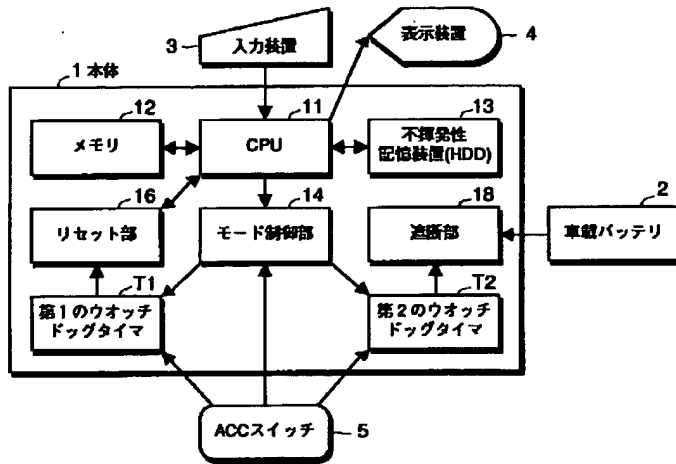 3
入力装置
表示装置
4
1 本体
12
メモリ
11
CPU
13
不揮発性
記憶装置(HDD)
16
リセット部
14
モード制御部
18
遮断部
2
車載バッテリ
T1
第1のウオッチ
ドッグタイマ
T2
第2のウオッチ
ドッグタイマ
ACCスイッチ
5